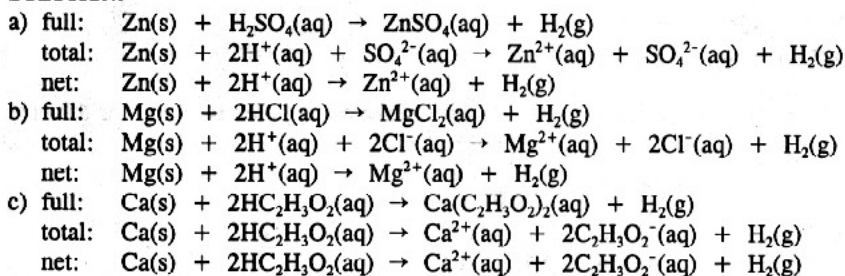 a) full: Zn(s) + H₂SO₄(aq) → ZnSO₄(aq) + H₂(g)
total: Zn(s) + 2H⁺(aq) + SO₄²⁻(aq) → Zn²⁺(aq) + SO₄²⁻(aq) + H₂(g)
net: Zn(s) + 2H⁺(aq) → Zn²⁺(aq) + H₂(g)
b) full: Mg(s) + 2HCl(aq) → MgCl₂(aq) + H₂(g)
total: Mg(s) + 2H⁺(aq) + 2Cl⁻(aq) → Mg²⁺(aq) + 2Cl⁻(aq) + H₂(g)
net: Mg(s) + 2H⁺(aq) → Mg²⁺(aq) + H₂(g)
c) full: Ca(s) + 2HC₂H₃O₂(aq) → Ca(C₂H₃O₂)₂(aq) + H₂(g)
total: Ca(s) + 2HC₂H₃O₂(aq) → Ca²⁺(aq) + 2C₂H₃O₂⁻(aq) + H₂(g)
net: Ca(s) + 2HC₂H₃O₂(aq) → Ca²⁺(aq) + 2C₂H₃O₂⁻(aq) + H₂(g)